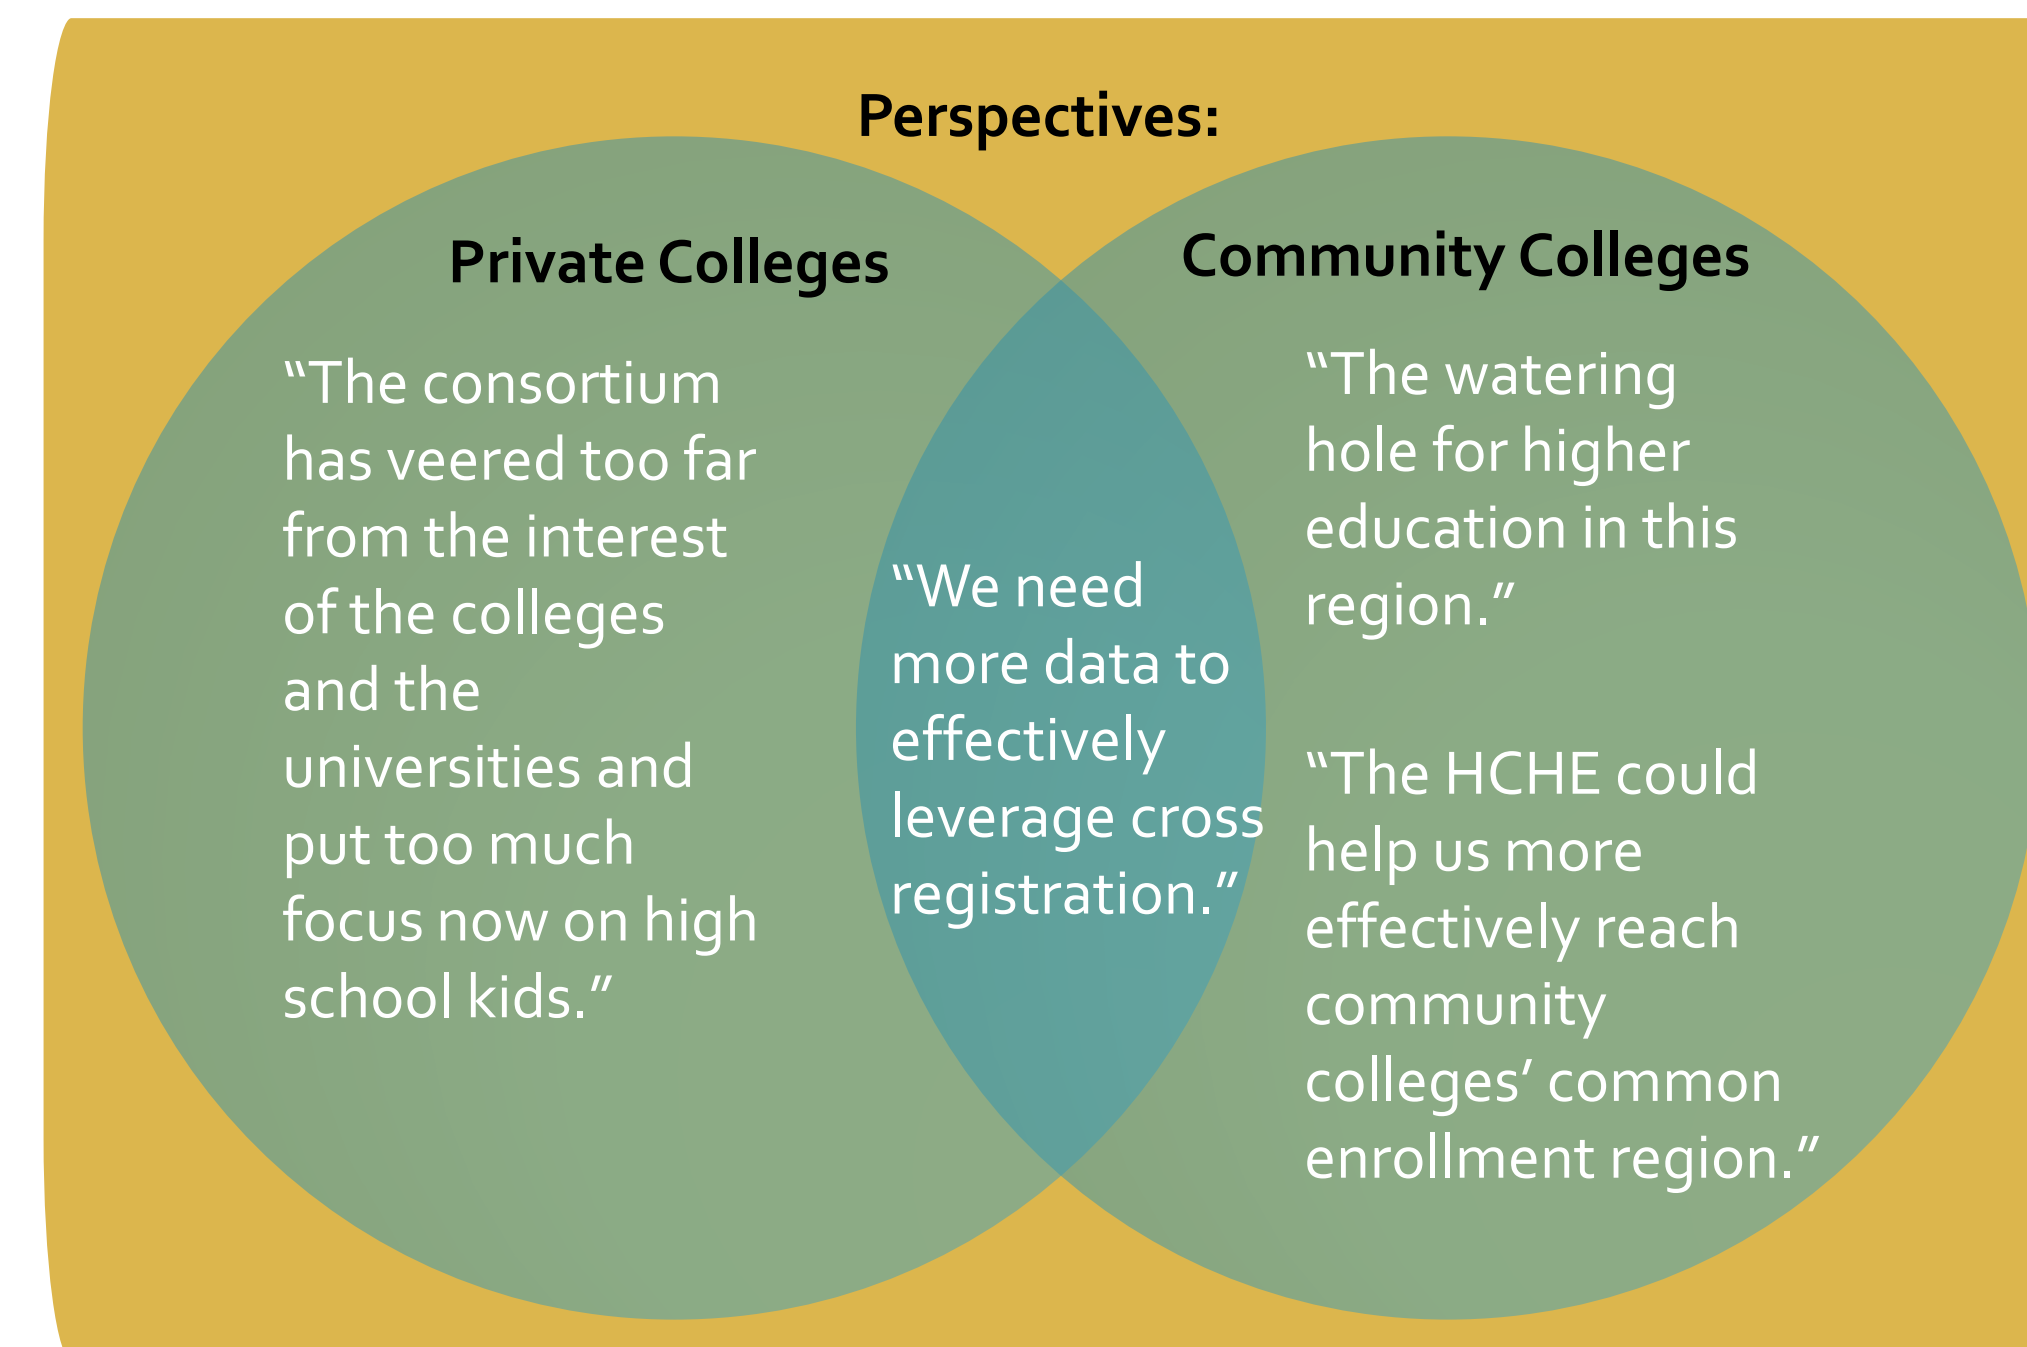 Perspectives:
Private Colleges
“The consortium
has veered too far
from the interest
of the colleges
and the
universities and
put too much
focus now on high
school kids.”
“We need
more data to
effectively
leverage cross
registration.”
Community Colleges
“The watering
hole for higher
education in this
region.”
“The HCHE could
help us more
effectively reach
community
colleges’ common
enrollment region.”